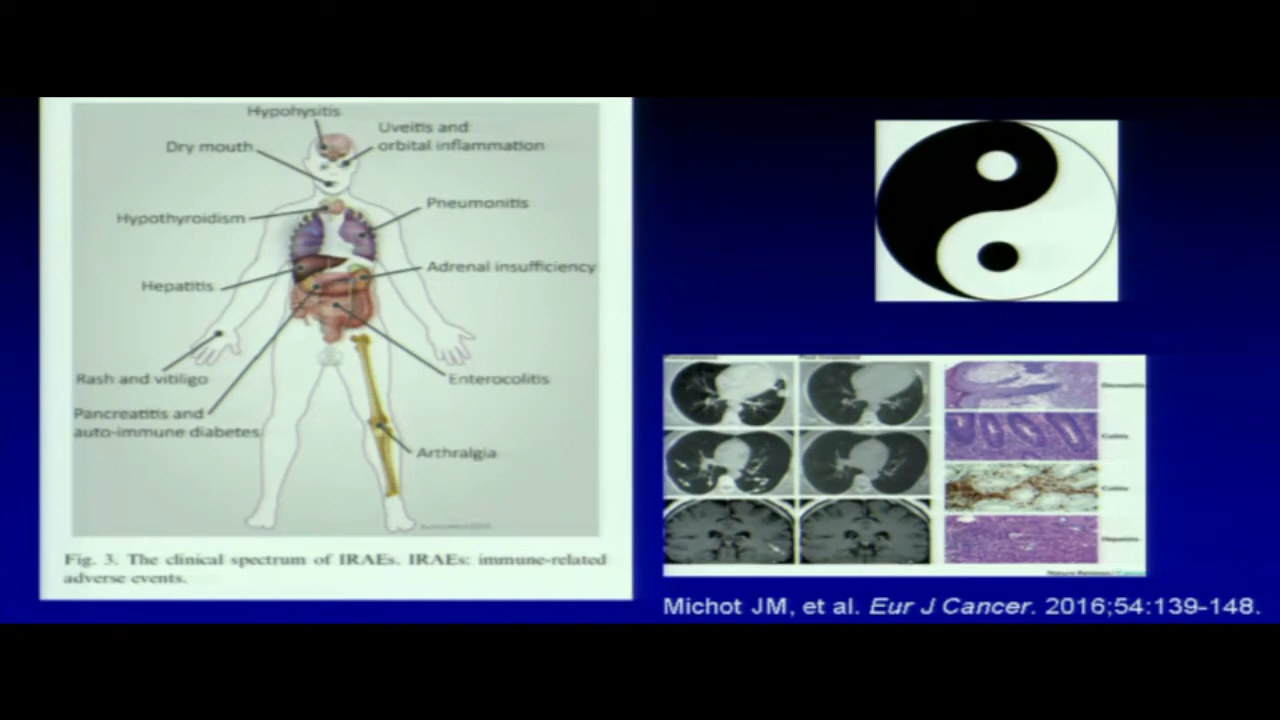 Hypohysitis
Uveitis and
orbital inflammation
Dry mouth
Pneumonitis
Hypothyroidism
Adrenal insufficiency
Hepatitis
Rash and vitiligo
Enterocolitis
Pancreatitis and
auto-immune diabetes
Arthralgia
Fig. 3. The clinical spectrum of IRAEs. IRAEs: immune-related
adverse events.
Colitis
Colitis
Hepatitis
Michot JM, et al. Eur J Cancer. 2016;54:139-148.